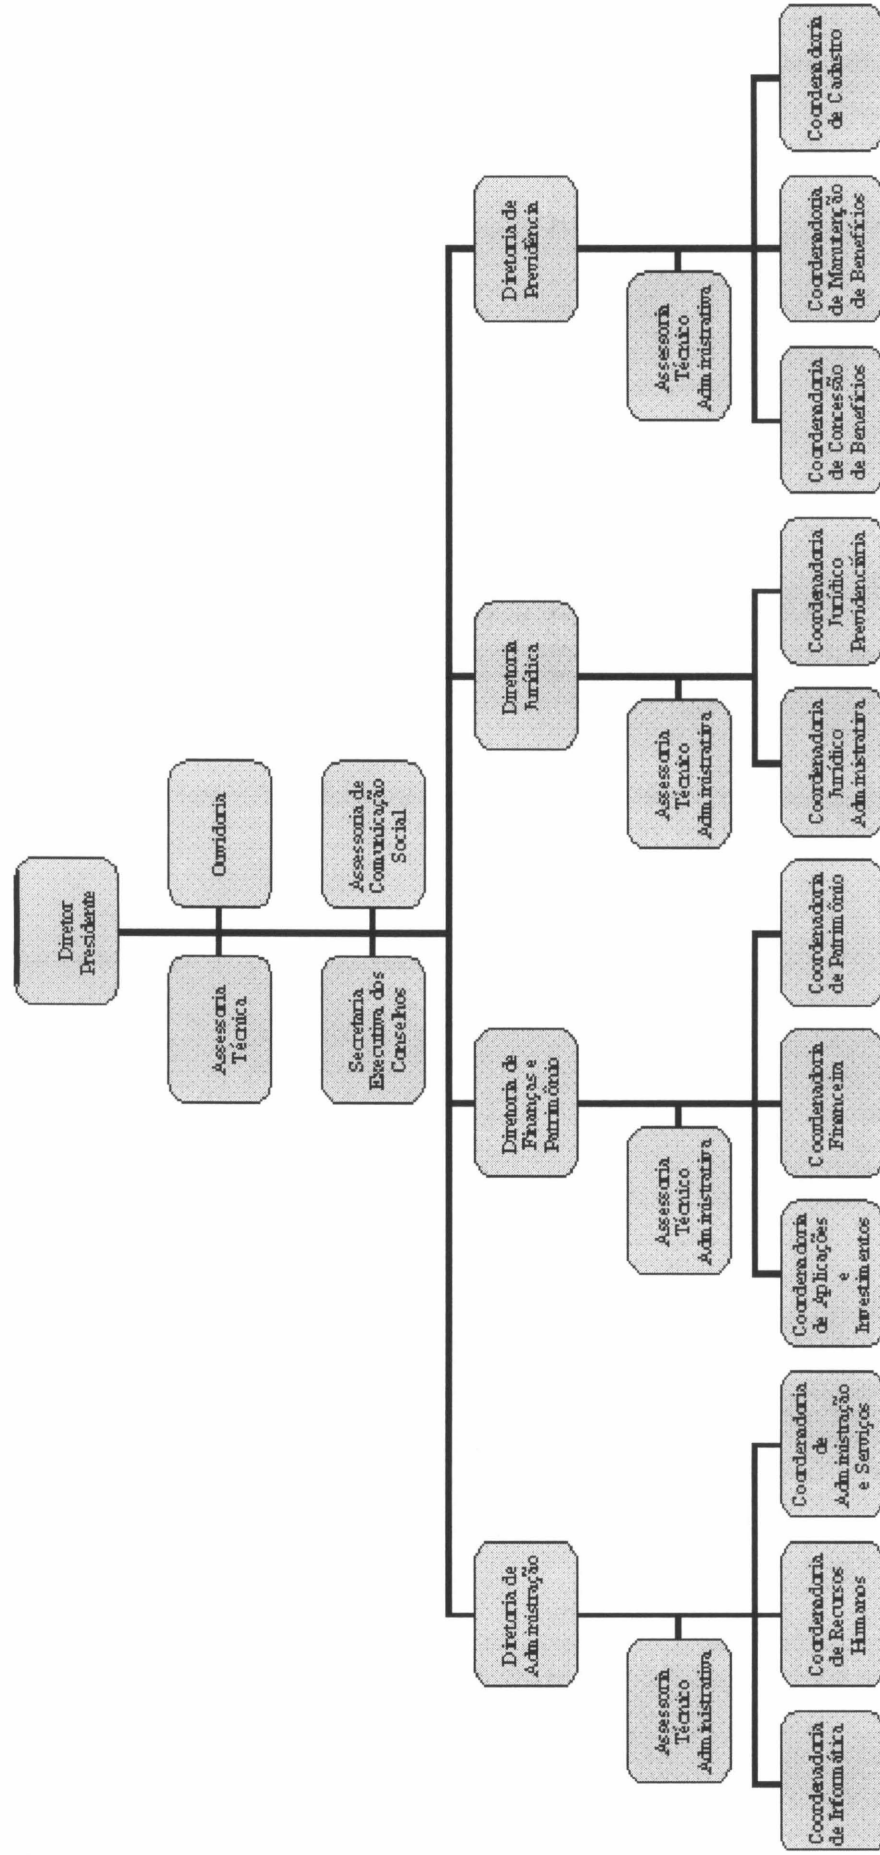 Diretor
Presidente
Assessoria
Técnica
Ouvidoria
Secretaria
Executiva dos
Conselhos
Assessoria de
Comunicação
Social
Diretoria de
Administração
Diretoria de
Finanças e
Patrimônio
Diretoria
Jurídica
Diretoria de
Previdência
Assessoria
Técnico
Administrativa
Assessoria
Técnico
Administrativa
Assessoria
Técnico
Administrativa
Assessoria
Técnico
Administrativa
Coordenadoria
de Informática
Coordenadoria
de Recursos
Humanos
Coordenadoria
de
Administração
e Serviços
Coordenadoria
de Aplicações
e
Investimentos
Coordenadoria
Financeira
Coordenadoria
de Patrimônio
Coordenadoria
Jurídico
Administrativa
Coordenadoria
Jurídico
Previdenciária
Coordenadoria
de Concessão
de Benefícios
Coordenadoria
de Manutenção
de Benefícios
Coordenadoria
de Cadastro